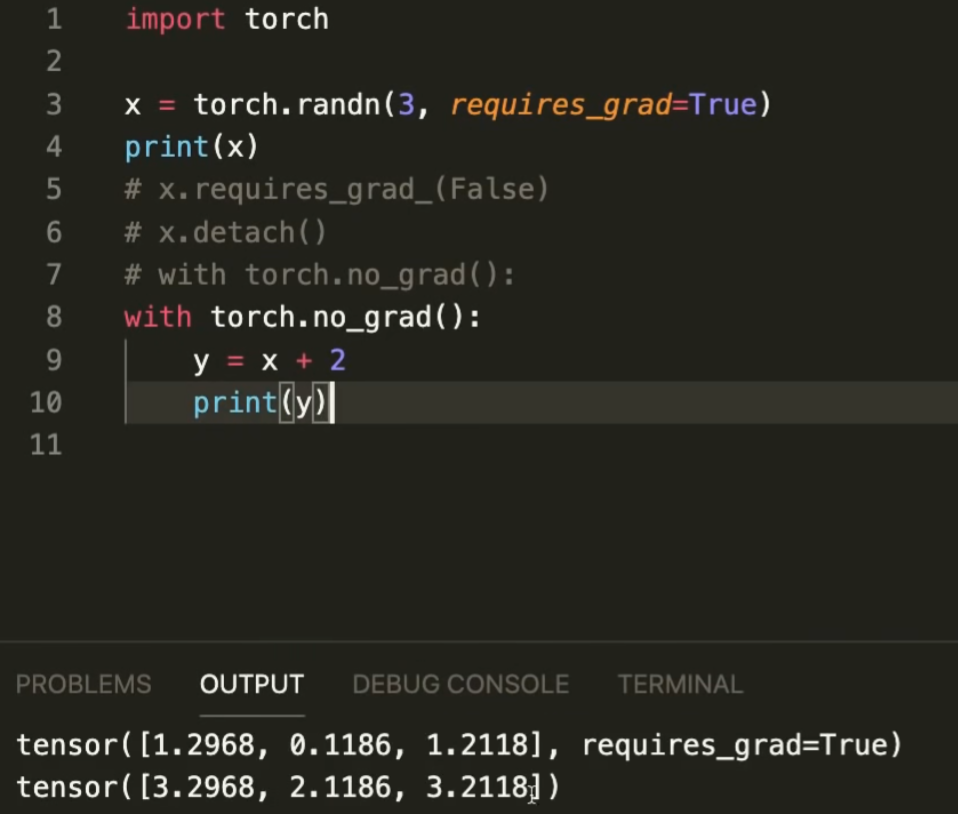 1 import torch
2
3 x = torch.randn(3, requires_grad=True)
4 print(x)
5 # x.requires_grad_(False)
6 # x.detach()
7 # with torch.no_grad():
8 with torch.no_grad():
9     y = x + 2
10     print(y)
11
PROBLEMS OUTPUT DEBUG CONSOLE TERMINAL
tensor([1.2968, 0.1186, 1.2118], requires_grad=True)
tensor([3.2968, 2.1186, 3.2118])